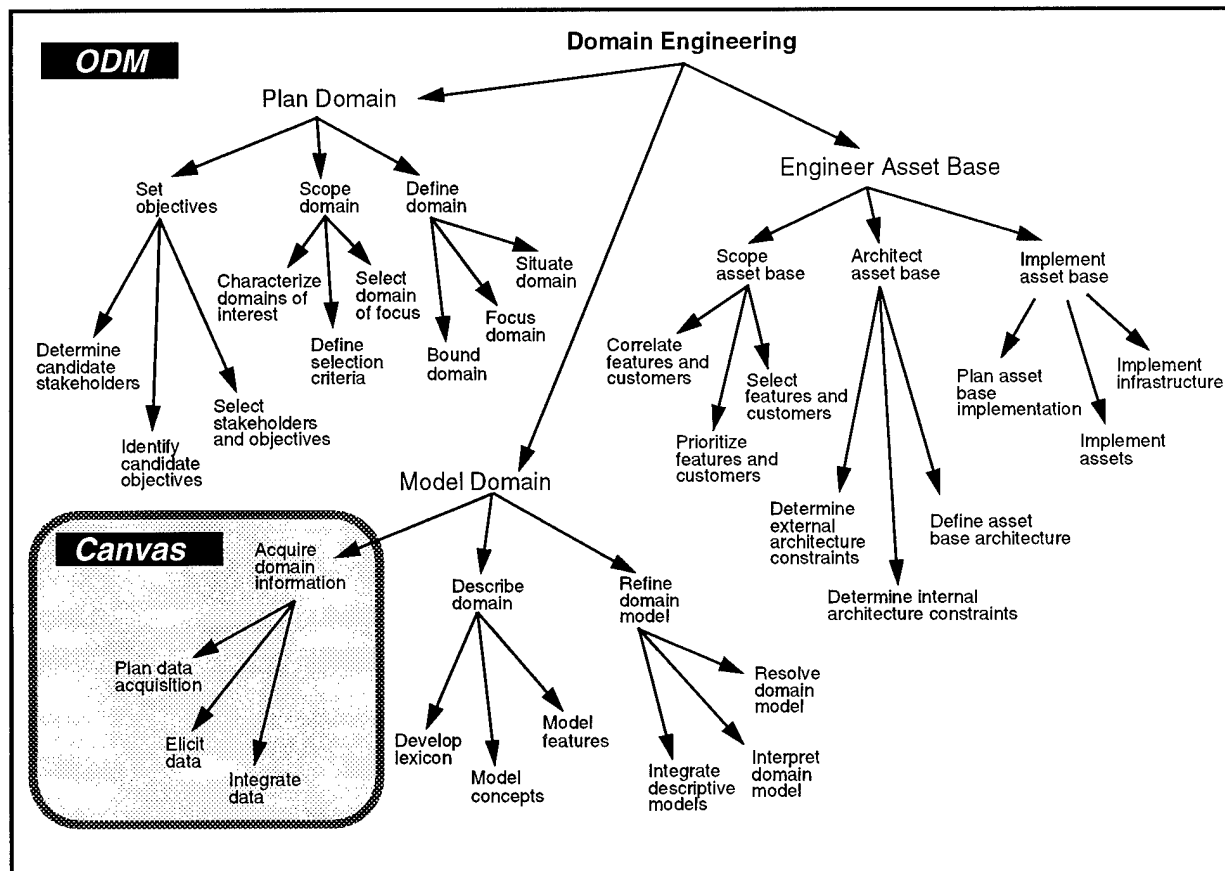 ODM
Domain Engineering
Plan Domain
Set
objectives
Scope
domain
Define
domain
Characterize
domains of
interest
Select
domain
of focus
Situate
domain
Focus
domain
Define
selection
criteria
Bound
domain
Determine
candidate
stakeholders
Select
stakeholders
and objectives
Identify
candidate
objectives
Engineer Asset Base
Scope
asset base
Architect
asset base
Implement
asset base
Correlate
features and
customers
Select
features and
customers
Prioritize
features and
customers
Plan asset
base
implementation
Implement
infrastructure
Implement
assets
Determine
external
architecture
constraints
Define asset
base architecture
Determine internal
architecture constraints
Model Domain
Canvas
Acquire
domain
information
Plan data
acquisition
Elicit
data
Integrate
data
Describe
domain
Refine
domain
model
Develop
lexicon
Model
concepts
Model
features
Resolve
domain
model
Interpret
domain
model
Integrate
descriptive
models